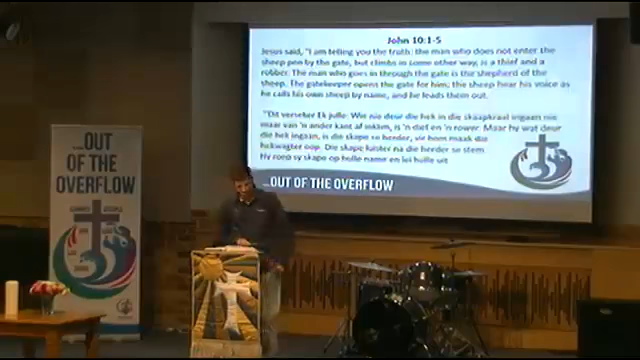 John 10:1-5
Jesus said, "I am telling you the truth: the man who does not enter the
sheep pen by the gate, but climbs in some other way, is a thief and a
robber. The man who goes in through the gate is the shepherd of the
sheep. The gatekeeper opens the gate for him; the sheep hear his voice as
he calls his own sheep by name, and he leads them out.
"Dit verseker Ek julle: Wie nie deur die hek in die skaapkraal ingaan nie
maar van 'n ander kant af inklim, is 'n dief en 'n rower. Maar hy wat deur
die hek ingaan, is die skape se herder. Vir hom maak die
hekwagter oop. Die skape luister na die herder se stem
Hy roep sy skape op hulle name en lei hulle uit
...OUT OF THE OVERFLOW
...OUT
OF THE
OVERFLOW